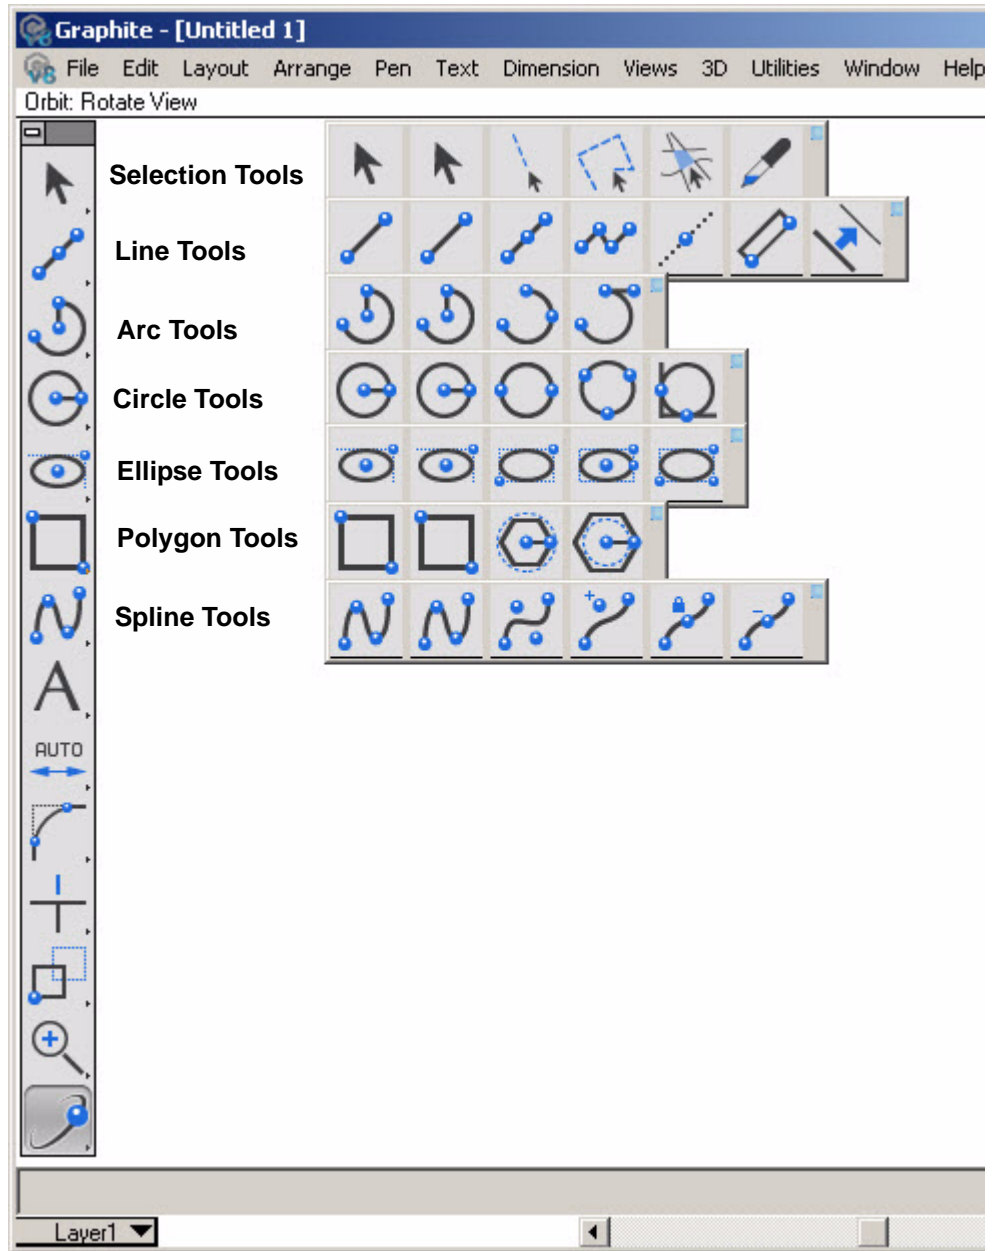 Graphite - [Untitled 1]
File Edit Layout Arrange Pen Text Dimension Views 3D Utilities Window Help
Orbit: Rotate View
Selection Tools
Line Tools
Arc Tools
Circle Tools
Ellipse Tools
Polygon Tools
Spline Tools
A
AUTO
Layer1